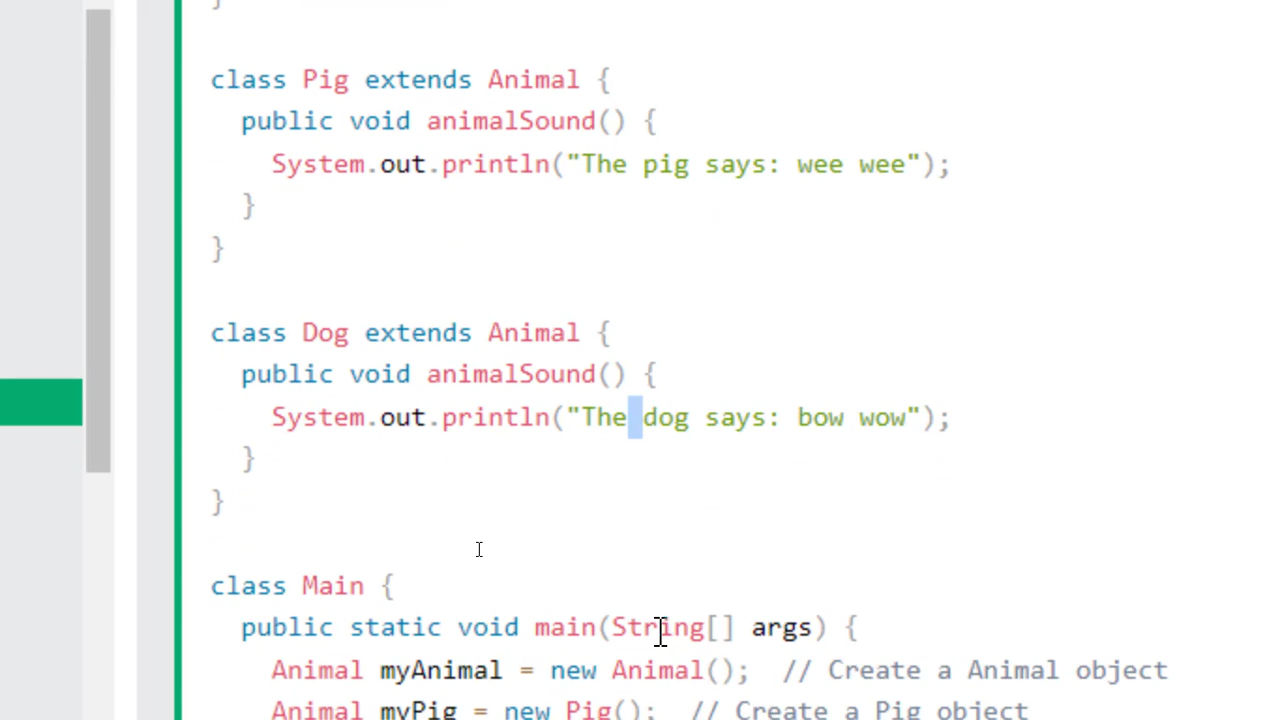 }
class Pig extends Animal {
public void animalSound() {
System.out.println("The pig says: wee wee");
}
}
class Dog extends Animal {
public void animalSound() {
System.out.println("The dog says: bow wow");
}
}
class Main {
public static void main(String[] args) {
Animal myAnimal = new Animal(); // Create a Animal object
Animal myPig = new Pig(); // Create a Pig object